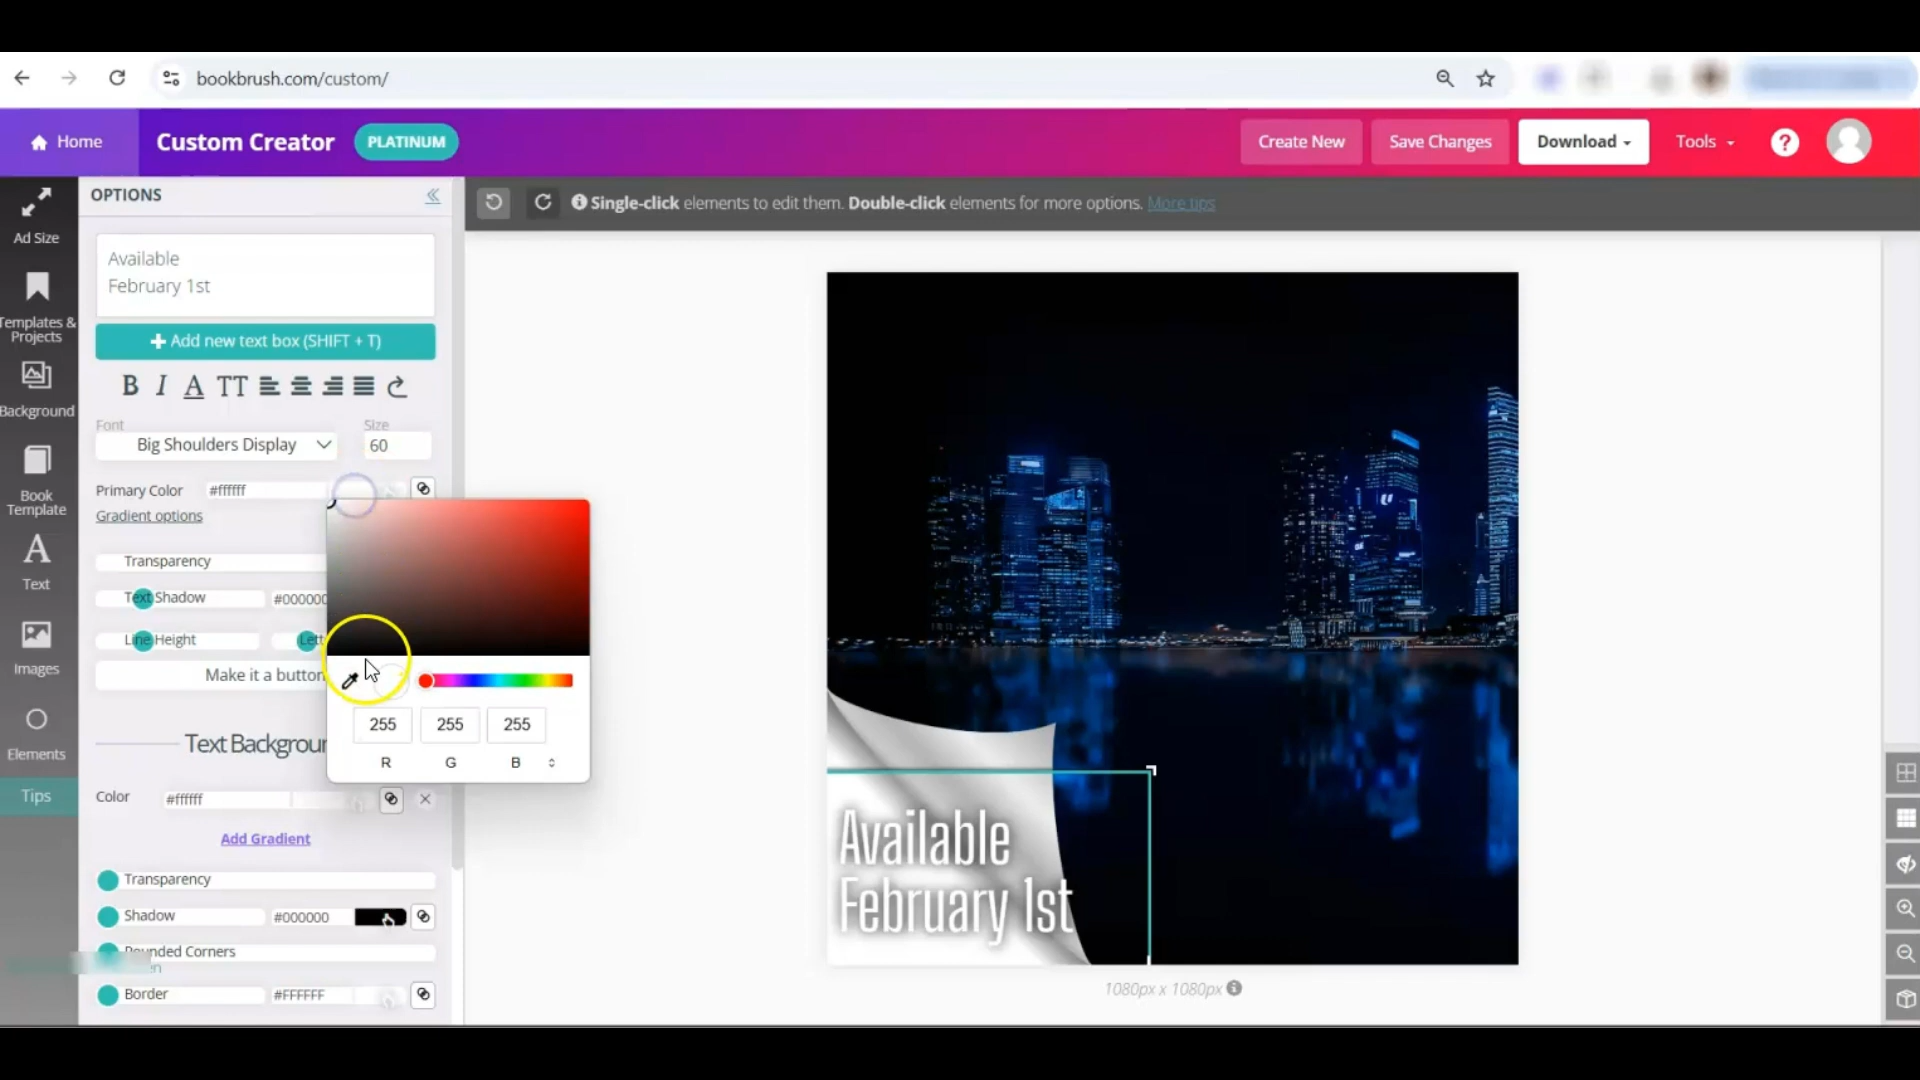 bookbrush.com/custom/
Home
Custom Creator
PLATINUM
Create New
Save Changes
Download
Tools
?
OPTIONS
Single-click elements to edit them. Double-click elements for more options. More tips
Ad Size
Templates &
Projects
Background
Book
Template
Text
Images
Elements
Tips
Available
February 1st
Add new text box (SHIFT + T)
B I A TT
Font
Size
Big Shoulders Display
60
Primary Color
#ffffff
Gradient options
Transparency
Text Shadow
#000000
Line Height
Lett
Make it a button
255
255
255
R
G
B
Text Backgroun
Color
#ffffff
Add Gradient
Transparency
Shadow
#000000
Rounded Corners
Border
#FFFFFF
Available
February 1st
1080px x 1080px